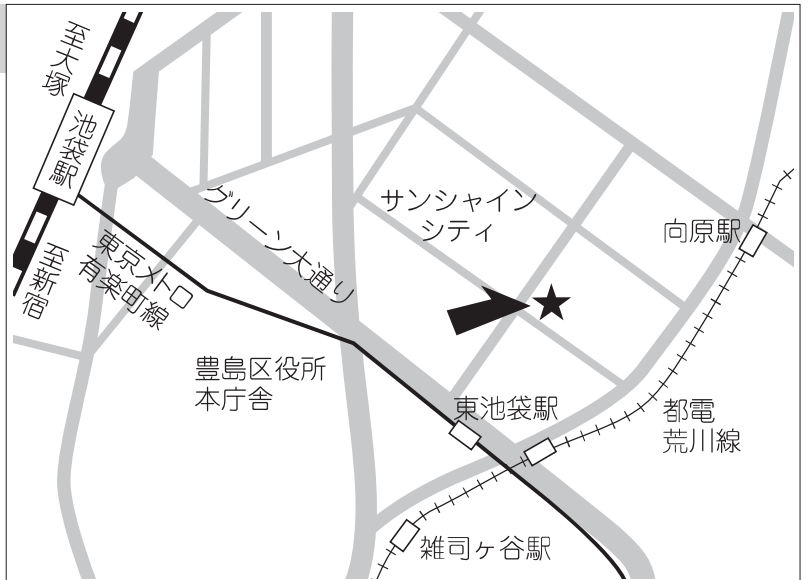 至大塚
池袋駅
至新宿
東京メトロ
有楽町線
グリーン大通り
サンシャイン
シティ
向原駅
豊島区役所
本庁舎
東池袋駅
都電
荒川線
雑司ヶ谷駅